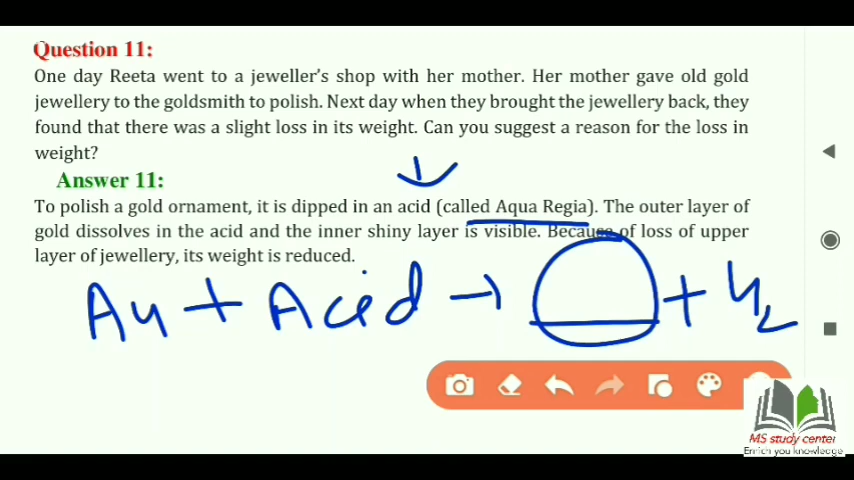 Question 11:
One day Reeta went to a jeweller's shop with her mother. Her mother gave old gold
jewellery to the goldsmith to polish. Next day when they brought the jewellery back, they
found that there was a slight loss in its weight. Can you suggest a reason for the loss in
weight?
Answer 11:
To polish a gold ornament, it is dipped in an acid (called Aqua Regia). The outer layer of
gold dissolves in the acid and the inner shiny layer is visible. Because of loss of upper
layer of jewellery, its weight is reduced.
Au + Acid → + H2
MS study center
Enrich you knowledge